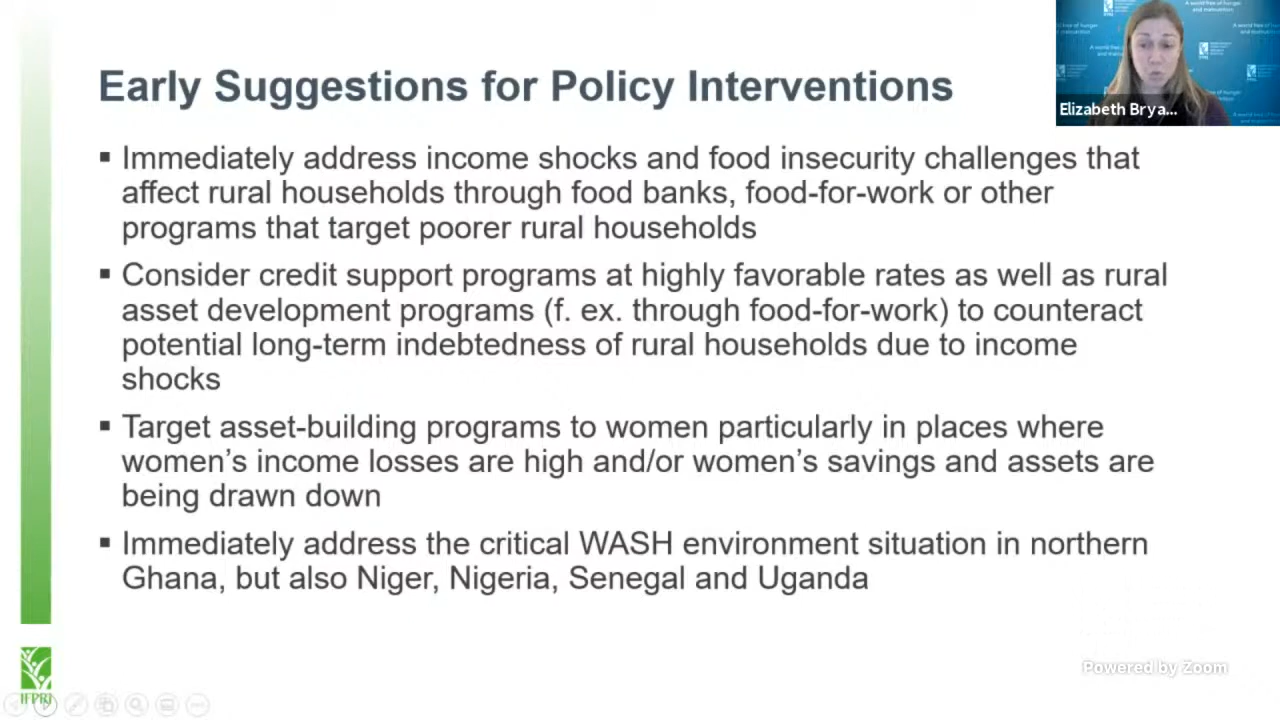 Early Suggestions for Policy Interventions
Elizabeth Brya...
▪ Immediately address income shocks and food insecurity challenges that
affect rural households through food banks, food-for-work or other
programs that target poorer rural households
▪ Consider credit support programs at highly favorable rates as well as rural
asset development programs (f. ex. through food-for-work) to counteract
potential long-term indebtedness of rural households due to income
shocks
▪ Target asset-building programs to women particularly in places where
women's income losses are high and/or women's savings and assets are
being drawn down
▪ Immediately address the critical WASH environment situation in northern
Ghana, but also Niger, Nigeria, Senegal and Uganda
Powered by Zoom
IFPRI